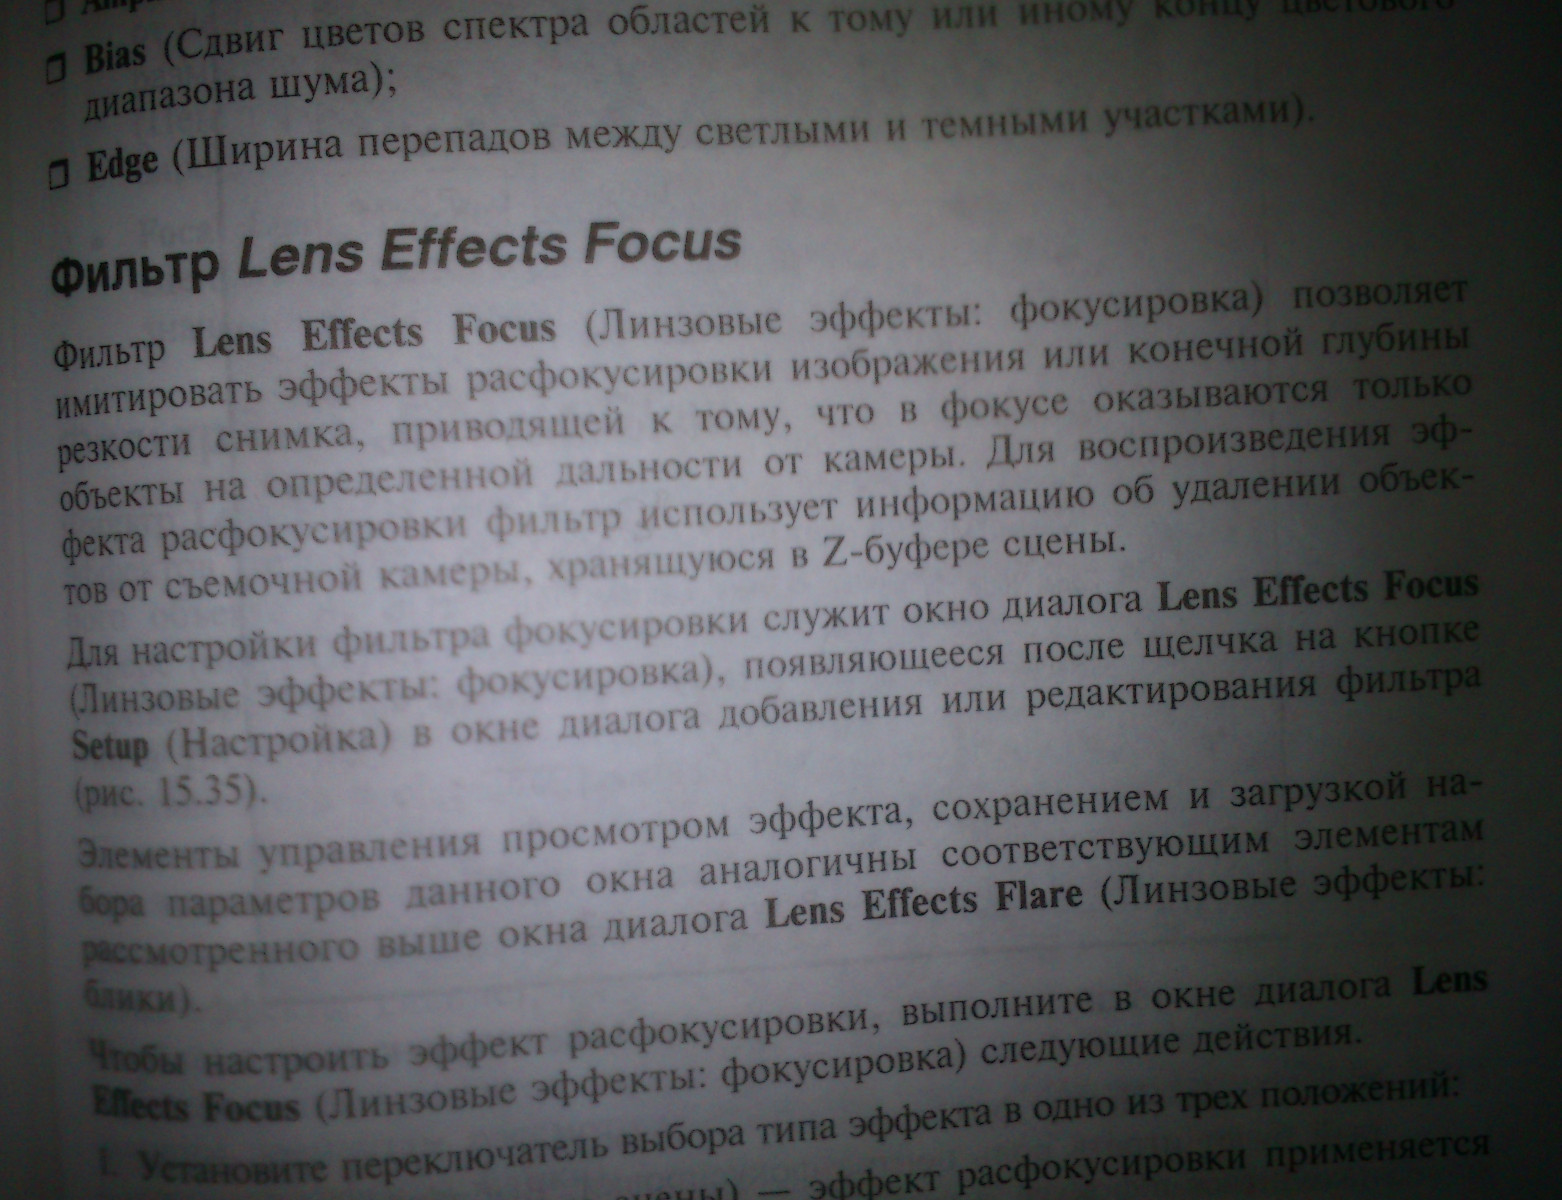 ❒ Bias (Сдвиг цветов спектра областей к тому или иному концу цветового
диапазона шума);
❒ Edge (Ширина перепадов между светлыми и темными участками).
Фильтр Lens Effects Focus
Фильтр Lens Effects Focus (Линзовые эффекты: фокусировка) позволяет
имитировать эффекты расфокусировки изображения или конечной глубины
резкости снимка, приводящей к тому, что в фокусе оказываются только
объекты на определенной дальности от камеры. Для воспроизведения эф-
фекта расфокусировки фильтр использует информацию об удалении объек-
тов от съемочной камеры, хранящуюся в Z-буфере сцены.
Для настройки фильтра фокусировки служит окно диалога Lens Effects Focus
(Линзовые эффекты: фокусировка), появляющееся после щелчка на кнопке
Setup (Настройка) в окне диалога добавления или редактирования фильтра
(рис. 15.35).
Элементы управления просмотром эффекта, сохранением и загрузкой на-
бора параметров данного окна аналогичны соответствующим элементам
рассмотренного выше окна диалога Lens Effects Flare (Линзовые эффекты:
блики).
Чтобы настроить эффект расфокусировки, выполните в окне диалога Lens
Effects Focus (Линзовые эффекты: фокусировка) следующие действия.
1. Установите переключатель выбора типа эффекта в одно из трех положений:
сцены) — эффект расфокусировки применяется